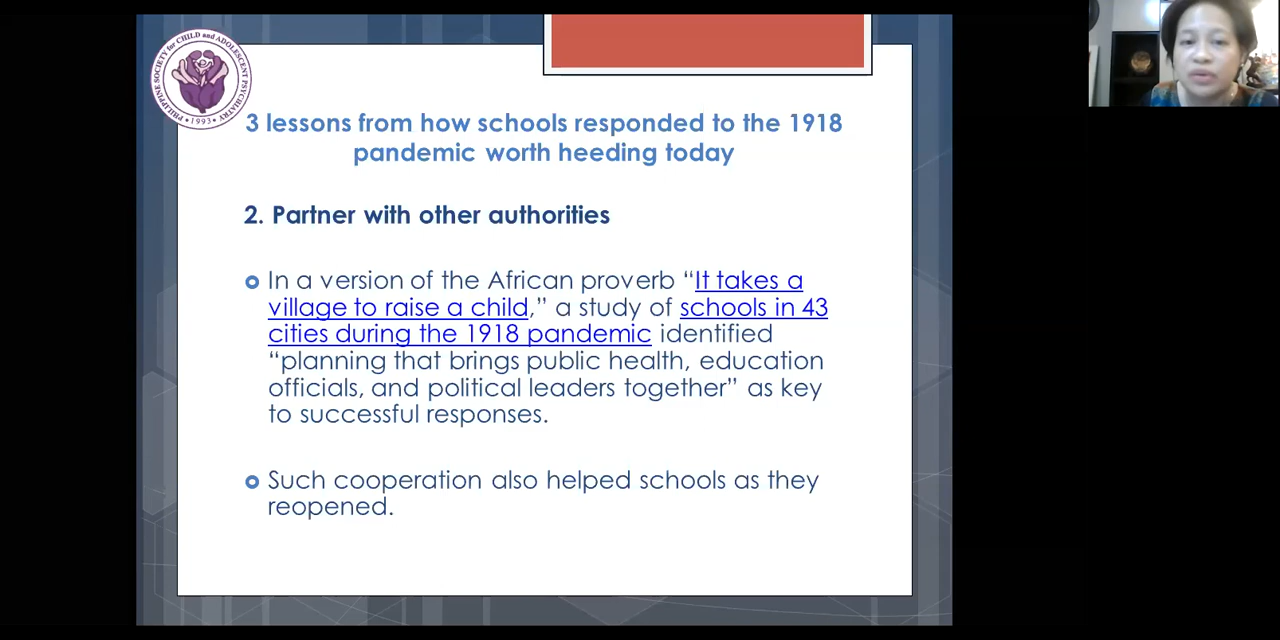 PHILIPPINE SOCIETY for CHILD and ADOLESCENT PSYCHIATRY
• 1993 •
3 lessons from how schools responded to the 1918
pandemic worth heeding today
2. Partner with other authorities
In a version of the African proverb “It takes a
village to raise a child,” a study of schools in 43
cities during the 1918 pandemic identified
“planning that brings public health, education
officials, and political leaders together” as key
to successful responses.
Such cooperation also helped schools as they
reopened.